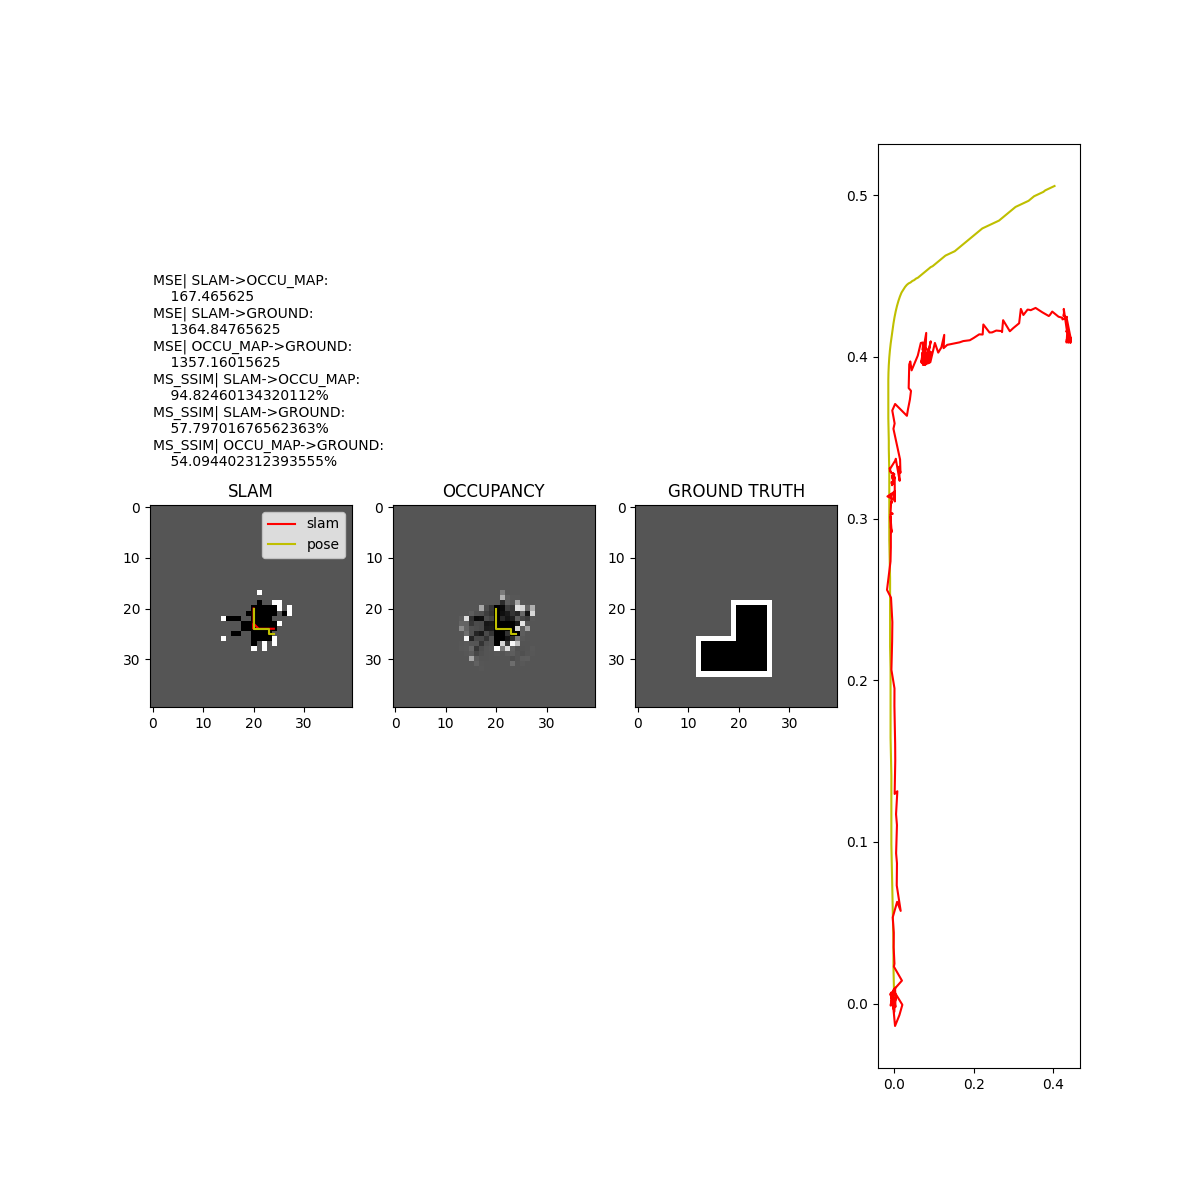 MSE| SLAM->OCCU_MAP:
167.465625
MSE| SLAM->GROUND:
1364.84765625
MSE| OCCU_MAP->GROUND:
1357.16015625
MS_SSIM| SLAM->OCCU_MAP:
94.82460134320112%
MS_SSIM| SLAM->GROUND:
57.79701676562363%
MS_SSIM| OCCU_MAP->GROUND:
54.094402312393555%
SLAM
slam
pose
0
10
20
30
0 10 20 30
OCCUPANCY
0
10
20
30
0 10 20 30
GROUND TRUTH
0
10
20
30
0 10 20 30
0.5
0.4
0.3
0.2
0.1
0.0
0.0 0.2 0.4